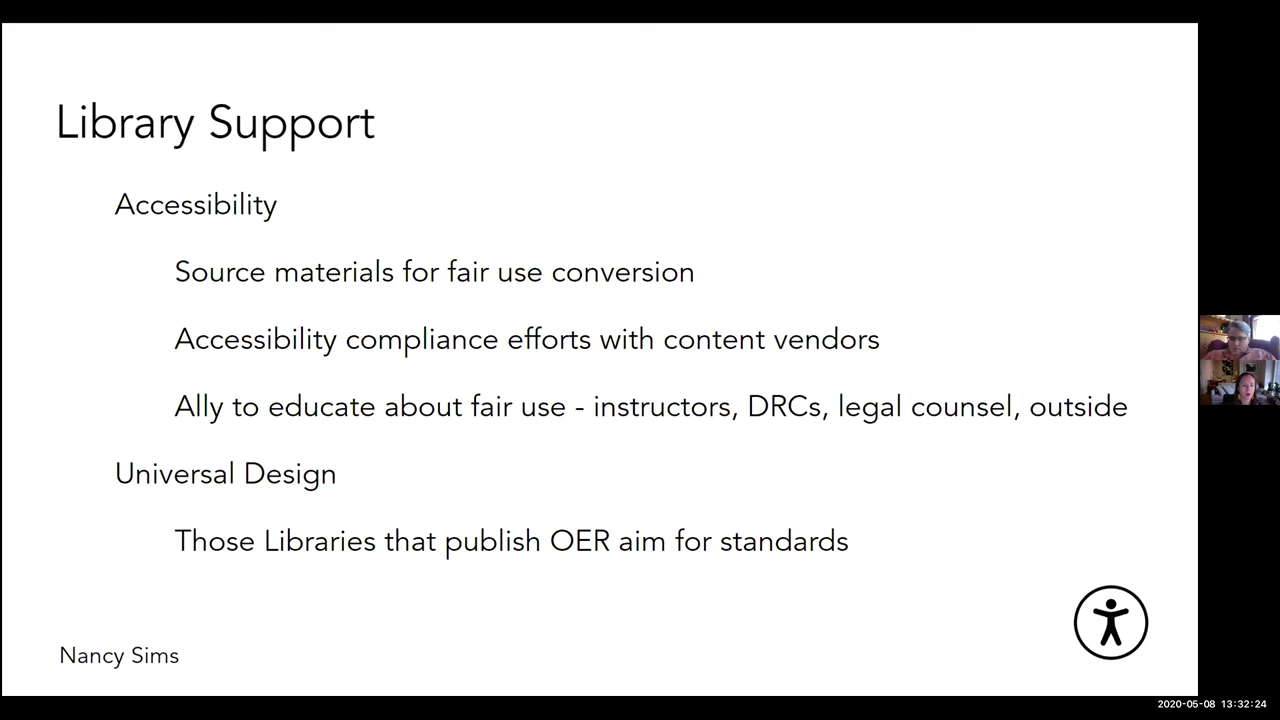 Library Support
Accessibility
Source materials for fair use conversion
Accessibility compliance efforts with content vendors
Ally to educate about fair use - instructors, DRCs, legal counsel, outside
Universal Design
Those Libraries that publish OER aim for standards
Nancy Sims
2020-05-08 13:32:24